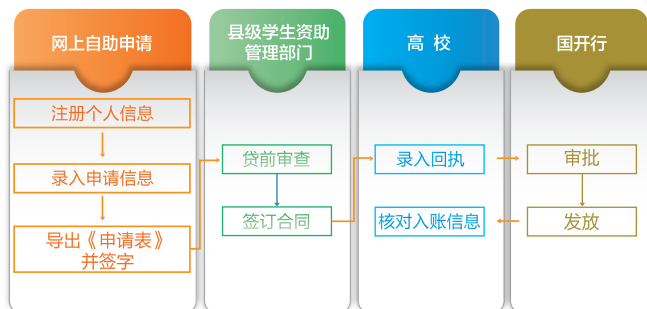 网上自助申请
注册个人信息
录入申请信息
导出《申请表》
并签字
县级学生资助
管理部门
贷前审查
签订合同
高校
录入回执
核对入账信息
国开行
审批
发放